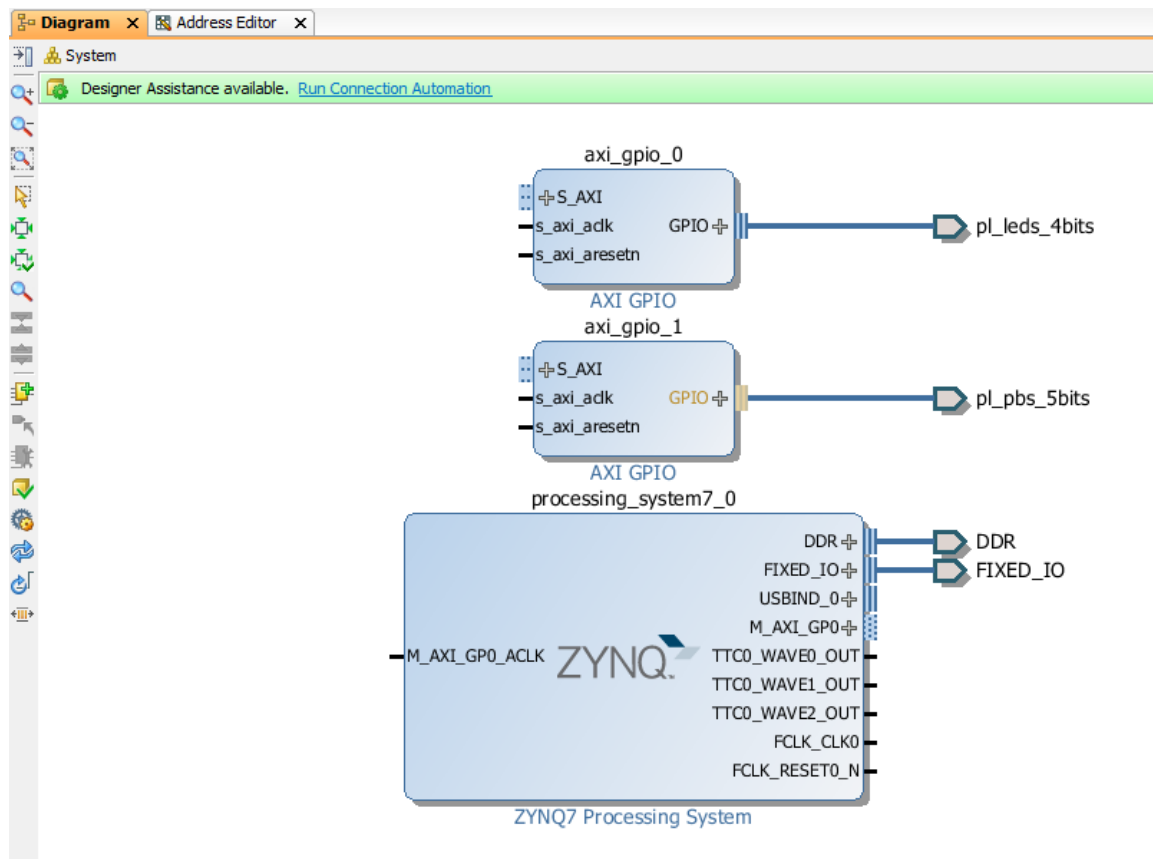 Diagram X Address Editor X
System
Designer Assistance available. Run Connection Automation
axi_gpio_0
S_AXI
s_axi_aclk GPIO
s_axi_aresetn
pl_leds_4bits
AXI GPIO
axi_gpio_1
S_AXI
s_axi_aclk GPIO
s_axi_aresetn
pl_pbs_5bits
AXI GPIO
processing_system7_0
DDR DDR
FIXED_IO FIXED_IO
USBIND_0
M_AXI_GP0
M_AXI_GP0_ACLK ZYNQ TTC0_WAVE0_OUT
TTC0_WAVE1_OUT
TTC0_WAVE2_OUT
FCLK_CLK0
FCLK_RESET0_N
ZYNQ7 Processing System